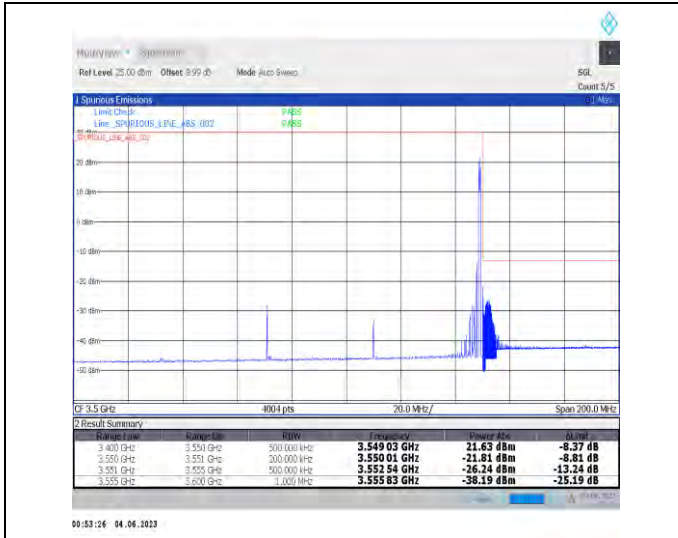 MultiView Spectrum
Ref Level 25.00 dBm Offset 8.99 dB Mode Auto Sweep SGL
Count 5/5
1 Spurious Emissions
Limit Check PASS
Line _SPURIOUS_LINE_ABS_002 PASS
30 dBm
_SPURIOUS_LINE_ABS_002
20 dBm
10 dBm
0 dBm
-10 dBm
-20 dBm
-30 dBm
-40 dBm
-50 dBm
CF 3.5 GHz 4004 pts 20.0 MHz/ Span 200.0 MHz
2 Result Summary
Range Low Range Up RBW Frequency Power Abs ΔLimit
3.400 GHz 3.550 GHz 500.000 kHz 3.549 03 GHz 21.63 dBm -8.37 dB
3.550 GHz 3.551 GHz 200.000 kHz 3.550 01 GHz -21.81 dBm -8.81 dB
3.551 GHz 3.555 GHz 500.000 kHz 3.552 54 GHz -26.24 dBm -13.24 dB
3.555 GHz 3.600 GHz 1.000 MHz 3.555 83 GHz -38.19 dBm -25.19 dB
00:53:26 04.06.2023